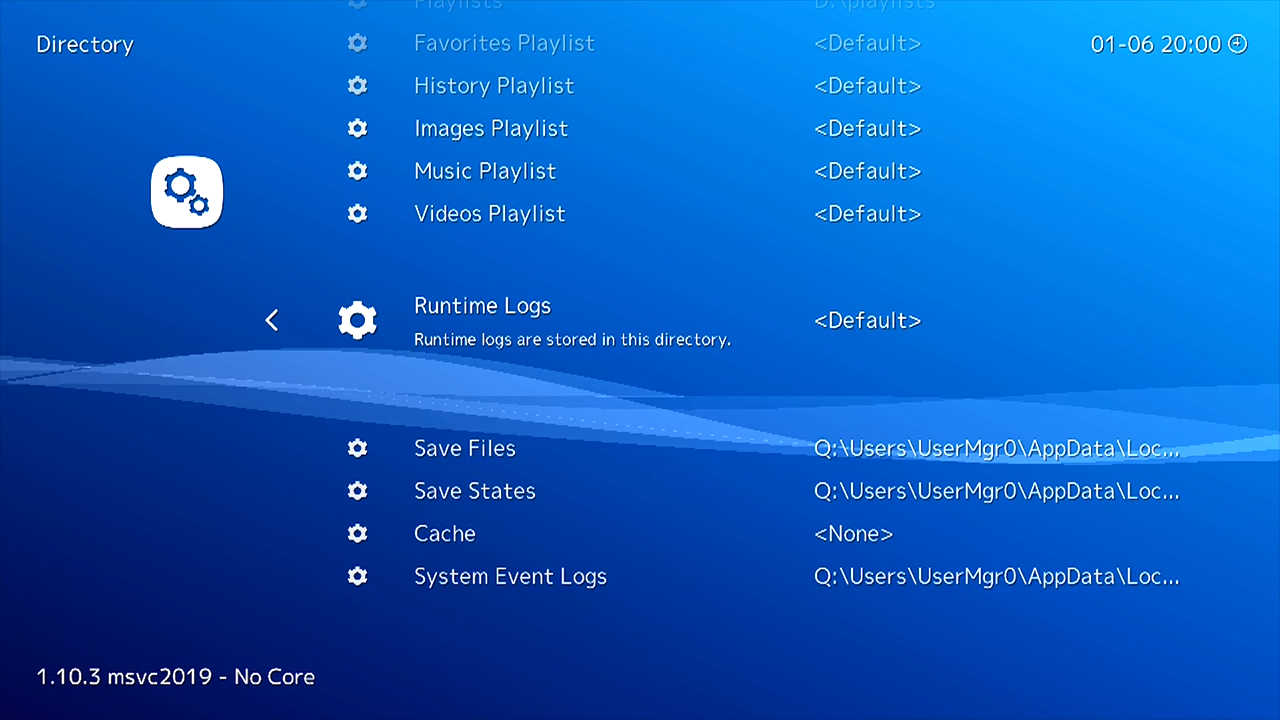 Playlists D:\playlists
Directory
Favorites Playlist <Default>
01-06 20:00
History Playlist <Default>
Images Playlist <Default>
Music Playlist <Default>
Videos Playlist <Default>
Runtime Logs <Default>
Runtime logs are stored in this directory.
Save Files Q:\Users\UserMgr0\AppData\Loc...
Save States Q:\Users\UserMgr0\AppData\Loc...
Cache <None>
System Event Logs Q:\Users\UserMgr0\AppData\Loc...
1.10.3 msvc2019 - No Core